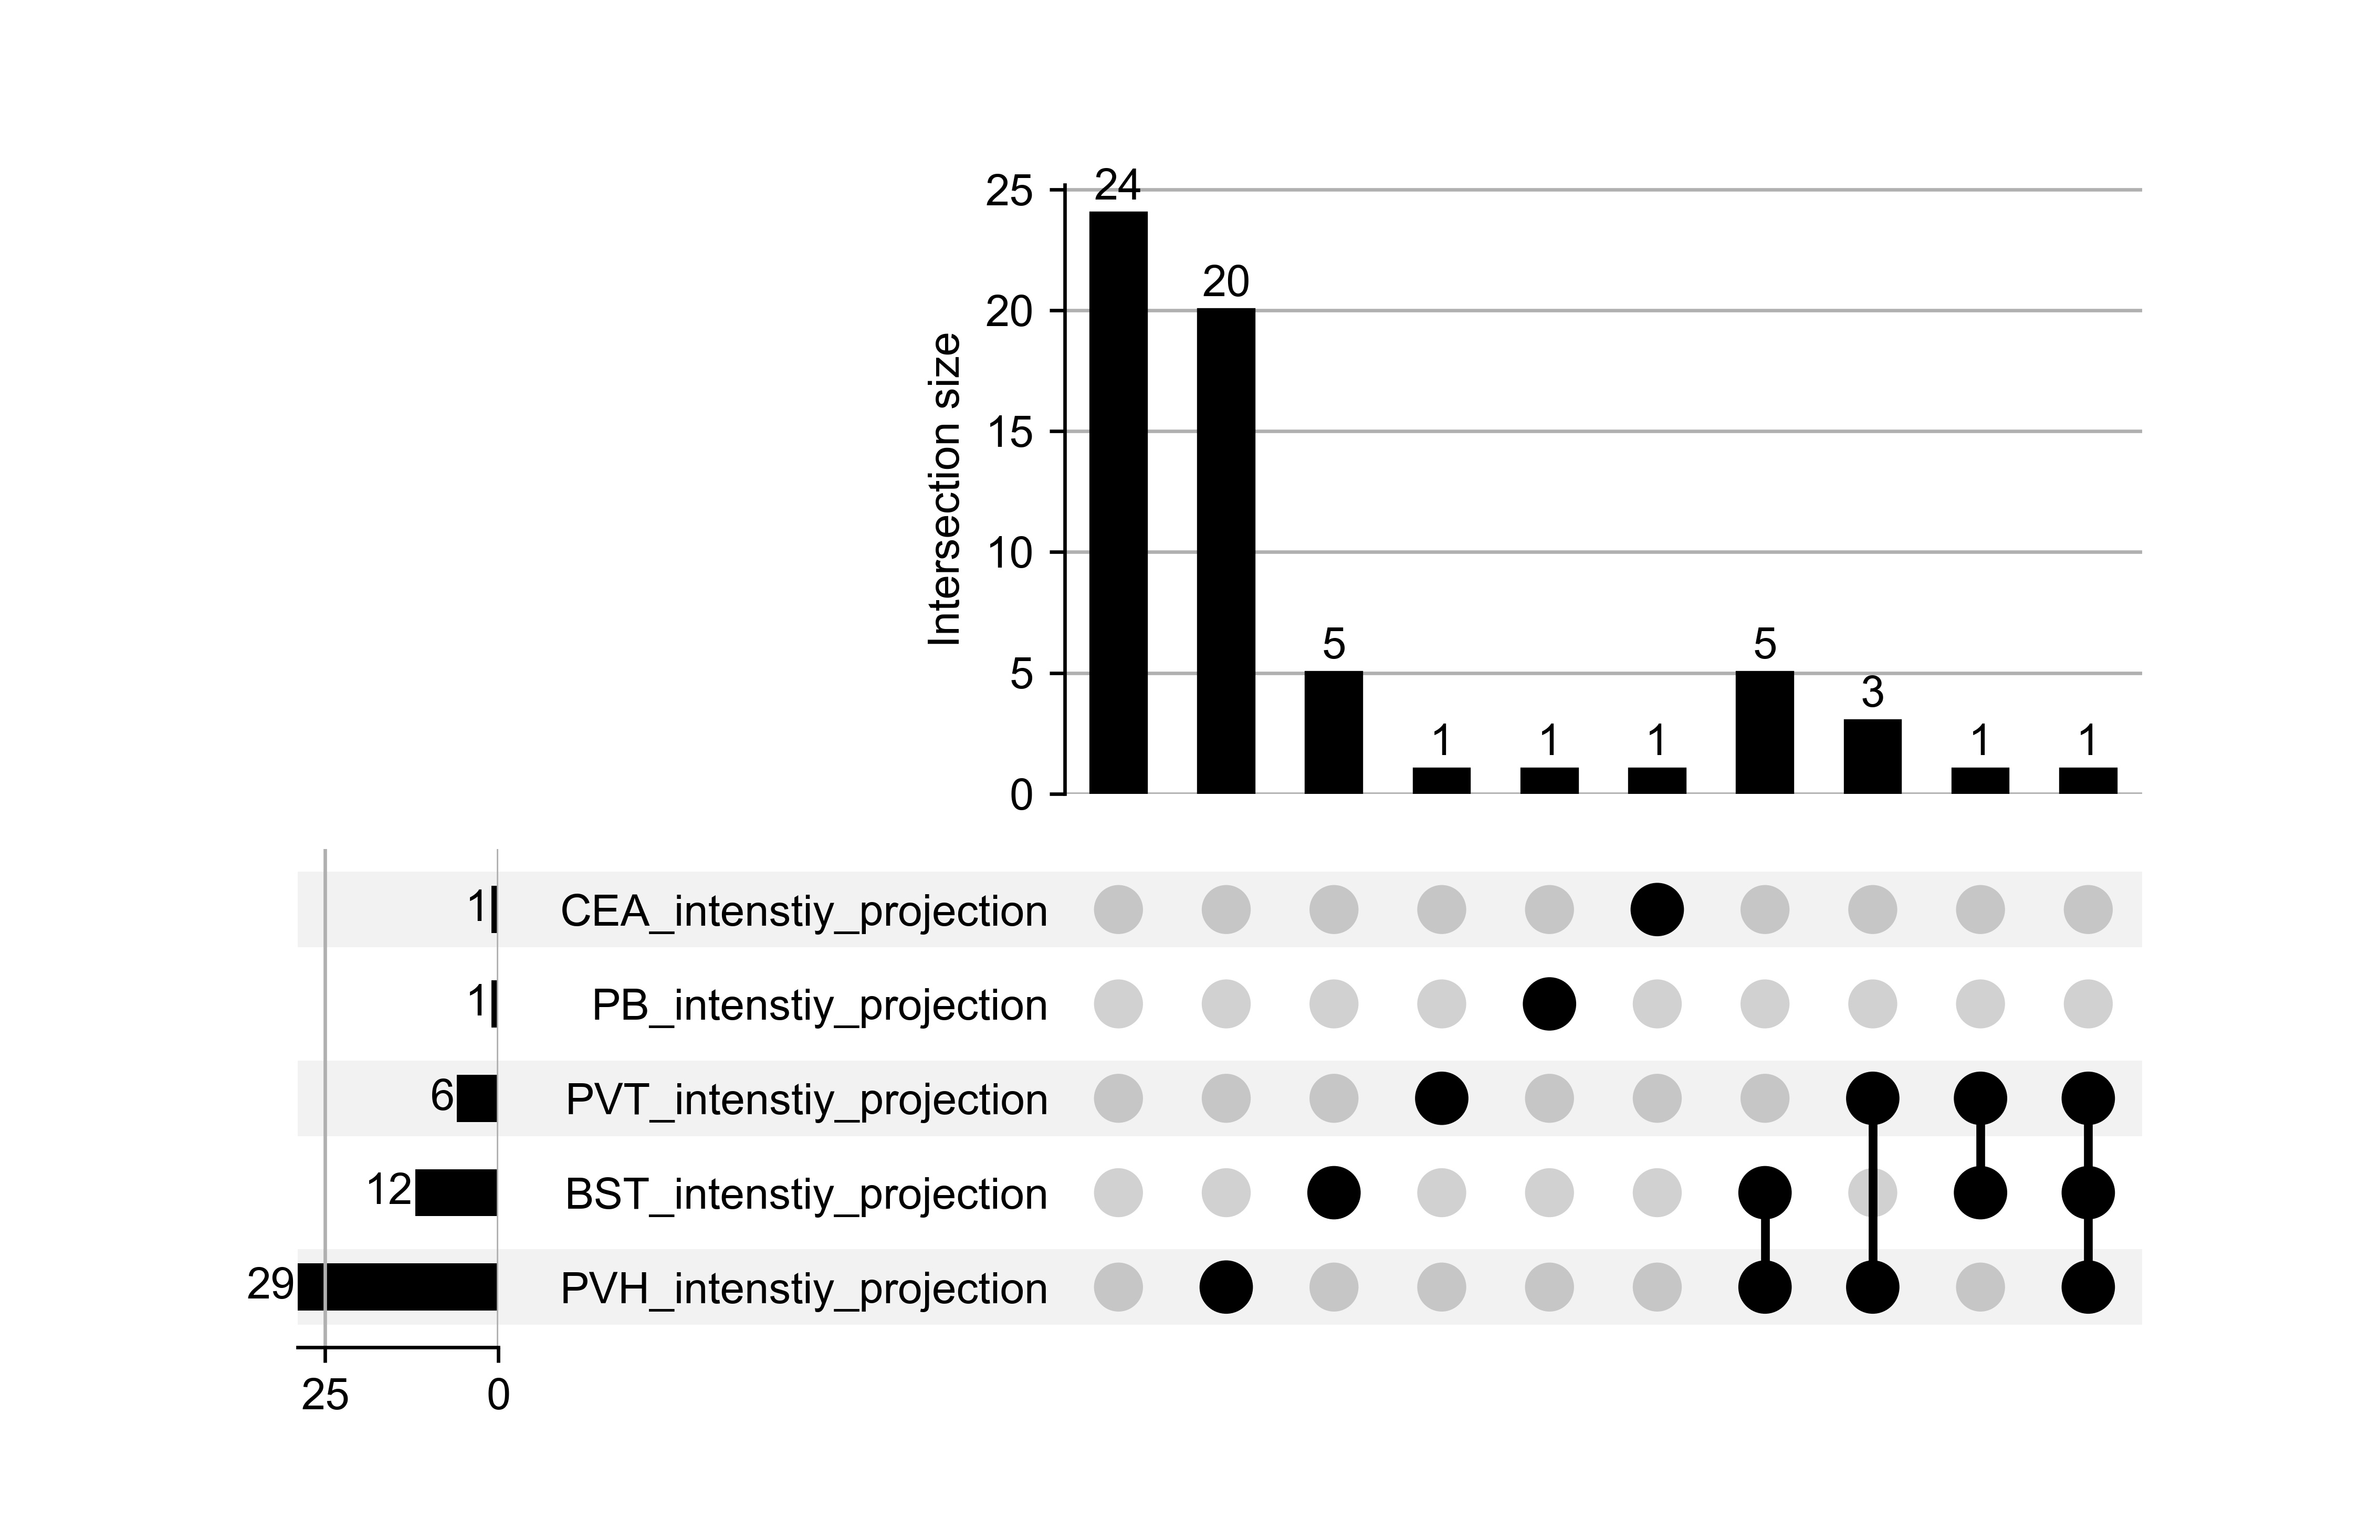 24
20
5
1
1
1
5
3
1
1
25
20
15
10
5
0
Intersection size
1 CEA_intenstiy_projection
1 PB_intenstiy_projection
6 PVT_intenstiy_projection
12 BST_intenstiy_projection
29 PVH_intenstiy_projection
25 0